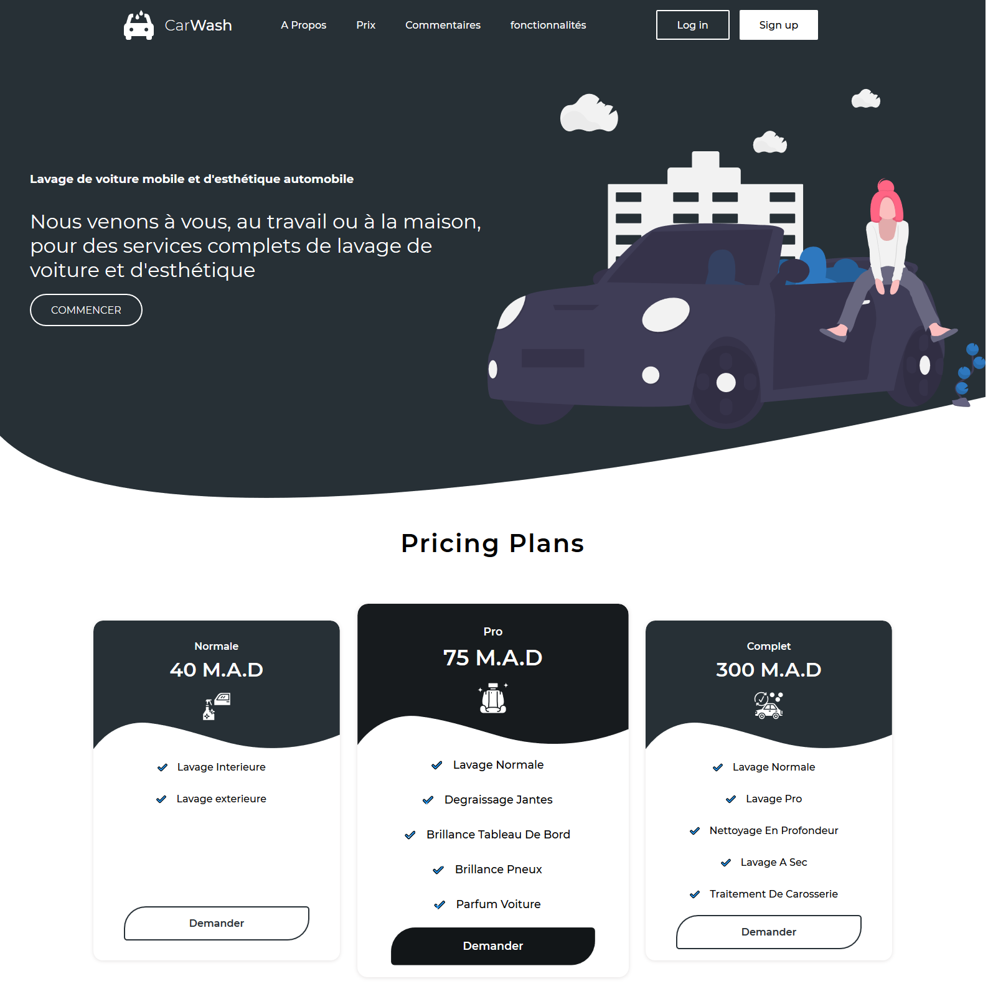 CarWash
A Propos
Prix
Commentaires
fonctionnalités
Log in
Sign up
Lavage de voiture mobile et d'esthétique automobile
Nous venons à vous, au travail ou à la maison,
pour des services complets de lavage de
voiture et d'esthétique
COMMENCER
Pricing Plans
Normale
40 M.A.D
Lavage Interieure
Lavage exterieure
Demander
Pro
75 M.A.D
Lavage Normale
Degraissage Jantes
Brillance Tableau De Bord
Brillance Pneux
Parfum Voiture
Demander
Complet
300 M.A.D
Lavage Normale
Lavage Pro
Nettoyage En Profondeur
Lavage A Sec
Traitement De Carosserie
Demander